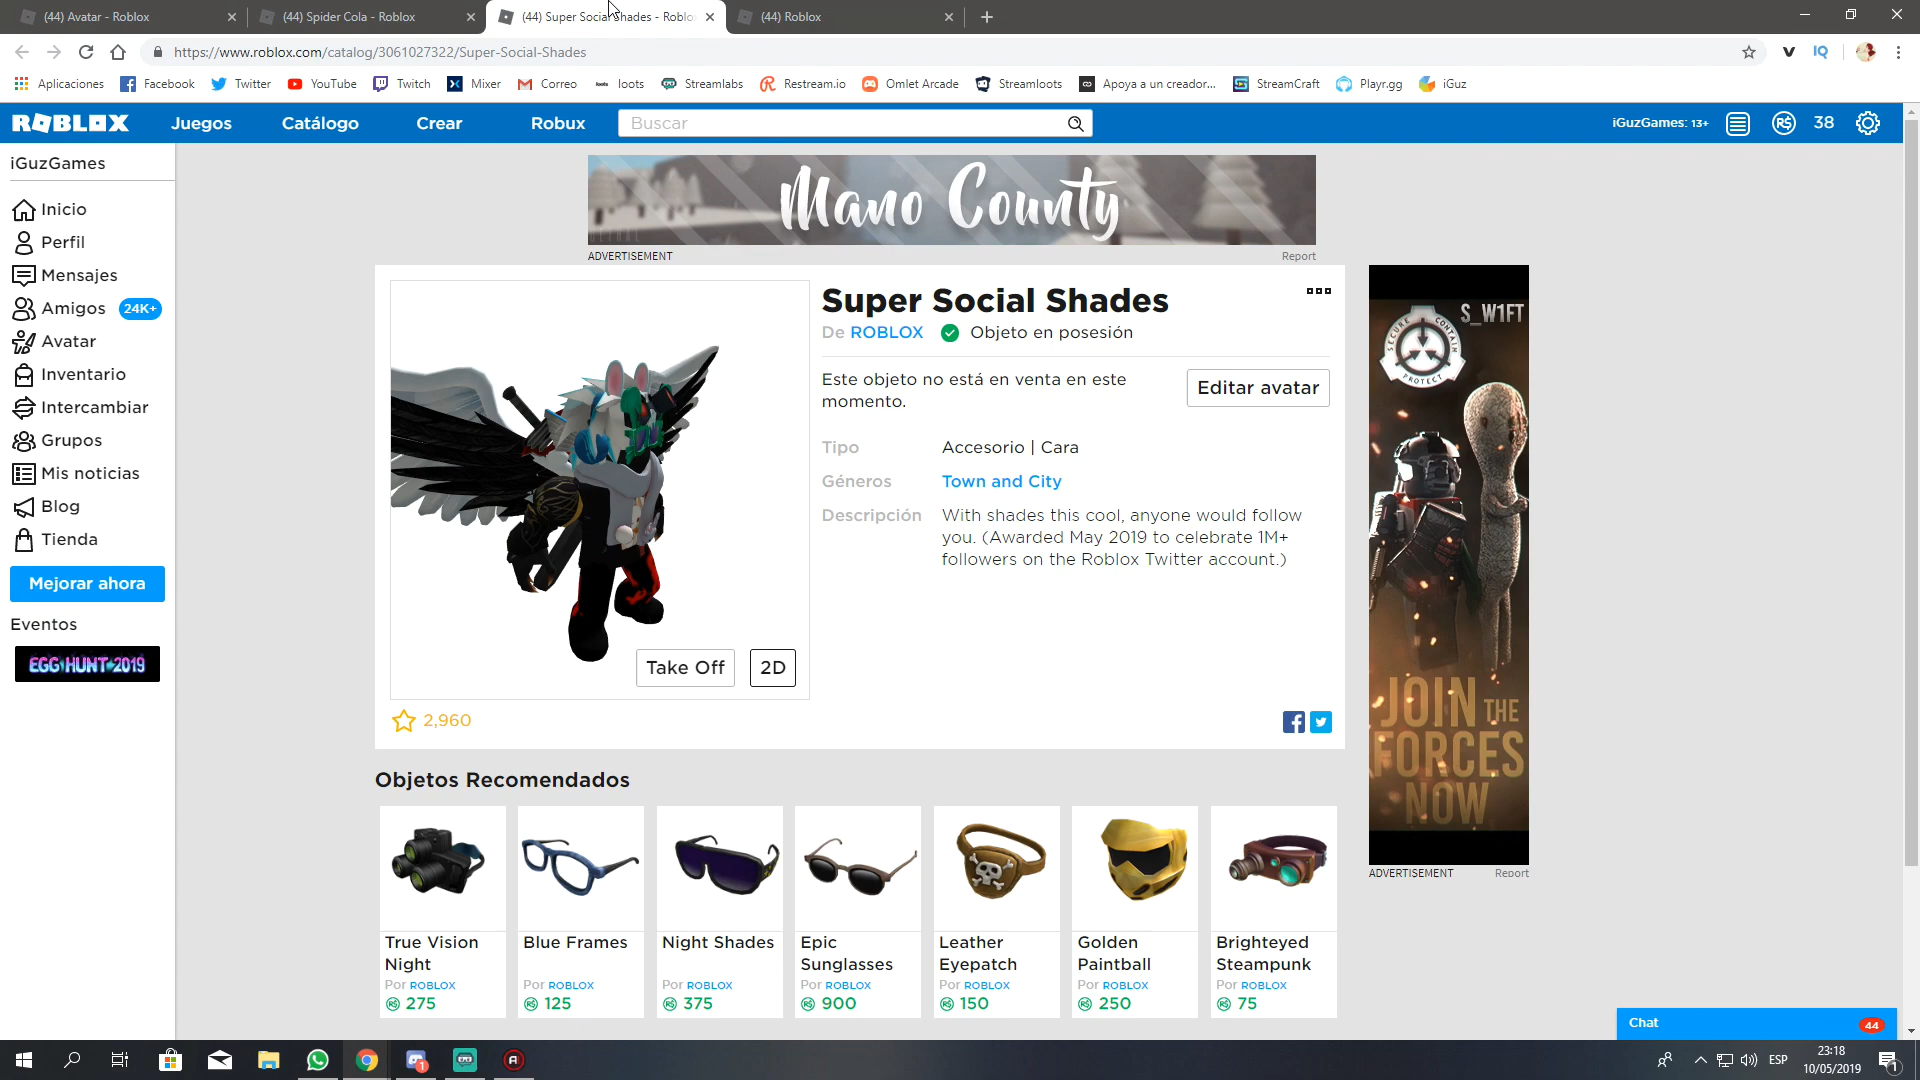 (44) Avatar - Roblox
(44) Spider Cola - Roblox
(44) Super Social Shades - Roblo
(44) Roblox
https://www.roblox.com/catalog/3061027322/Super-Social-Shades
Aplicaciones
Facebook
Twitter
YouTube
Twitch
Mixer
Correo
loots
Streamlabs
Restream.io
Omlet Arcade
Streamloots
Apoya a un creador...
StreamCraft
Playr.gg
iGuz
ROBLOX
Juegos
Catálogo
Crear
Robux
Buscar
iGuzGames: 13+
38
iGuzGames
Inicio
Perfil
Mensajes
Amigos 24K+
Avatar
Inventario
Intercambiar
Grupos
Mis noticias
Blog
Tienda
Mejorar ahora
Eventos
EGG HUNT 2019
Mano County
ADVERTISEMENT
Report
Super Social Shades
De ROBLOX Objeto en posesión
Este objeto no está en venta en este
momento.
Editar avatar
Tipo Accesorio | Cara
Géneros Town and City
Descripción With shades this cool, anyone would follow
you. (Awarded May 2019 to celebrate 1M+
followers on the Roblox Twitter account.)
Take Off
2D
2,960
S_W1FT
SECURE CONTAIN PROTECT
JOIN THE
FORCES
NOW
ADVERTISEMENT
Report
Objetos Recomendados
True Vision
Night
Por ROBLOX
275
Blue Frames
Por ROBLOX
125
Night Shades
Por ROBLOX
375
Epic
Sunglasses
Por ROBLOX
900
Leather
Eyepatch
Por ROBLOX
150
Golden
Paintball
Por ROBLOX
250
Brighteyed
Steampunk
Por ROBLOX
75
Chat
44
ESP
23:18
10/05/2019
1